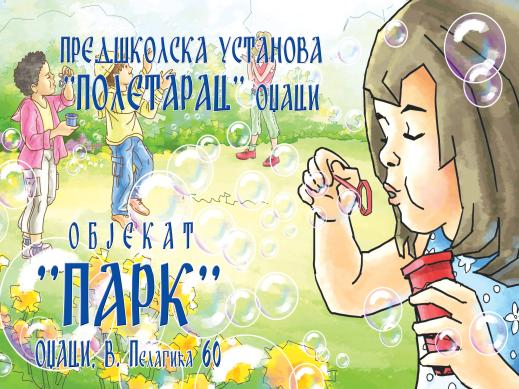 ПРЕДШКОЛСКА УСТАНОВА
"ПОЛЕТАРАЦ" ОЏАЦИ
ОБЈЕКАТ
"ПАРК"
ОЏАЦИ, В. Пелагића 60